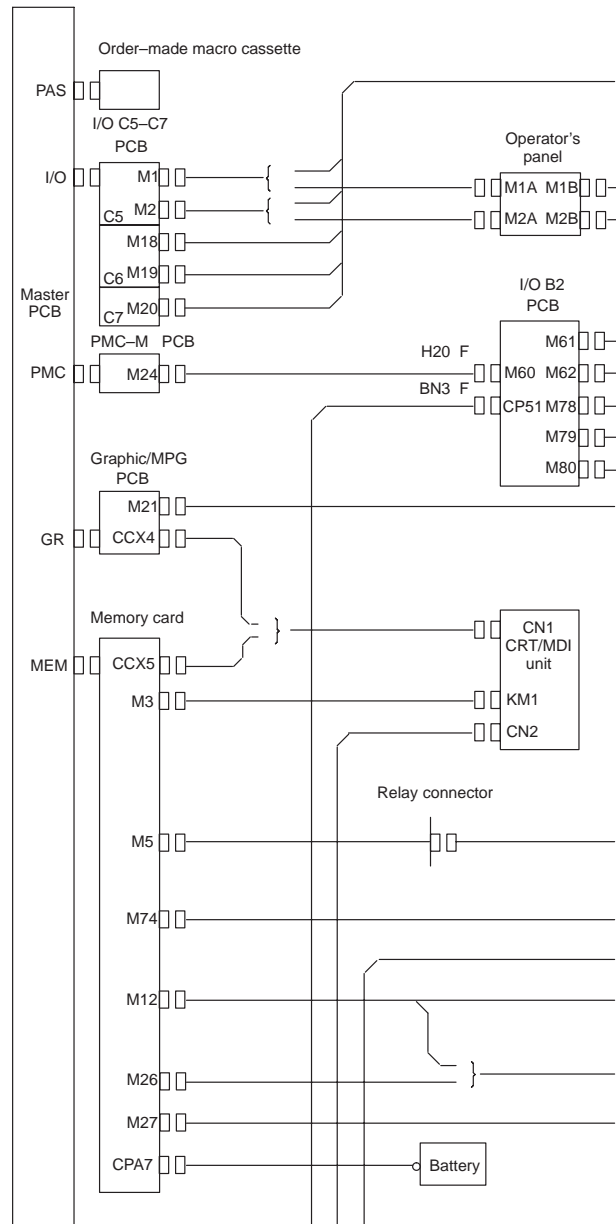 Order–made macro cassette
PAS
I/O C5–C7
PCB
Operator's
panel
I/O
M1
M1A M1B
C5 M2
M2A M2B
M18
C6 M19
I/O B2
PCB
Master
PCB
C7 M20
PMC–M PCB
M61
H20 F
PMC
M24
M60 M62
BN3 F
CP51 M78
M79
Graphic/MPG
PCB
M80
M21
GR
CCX4
Memory card
CN1
CRT/MDI
unit
MEM
CCX5
M3
KM1
CN2
Relay connector
M5
M74
M12
M26
M27
CPA7
Battery